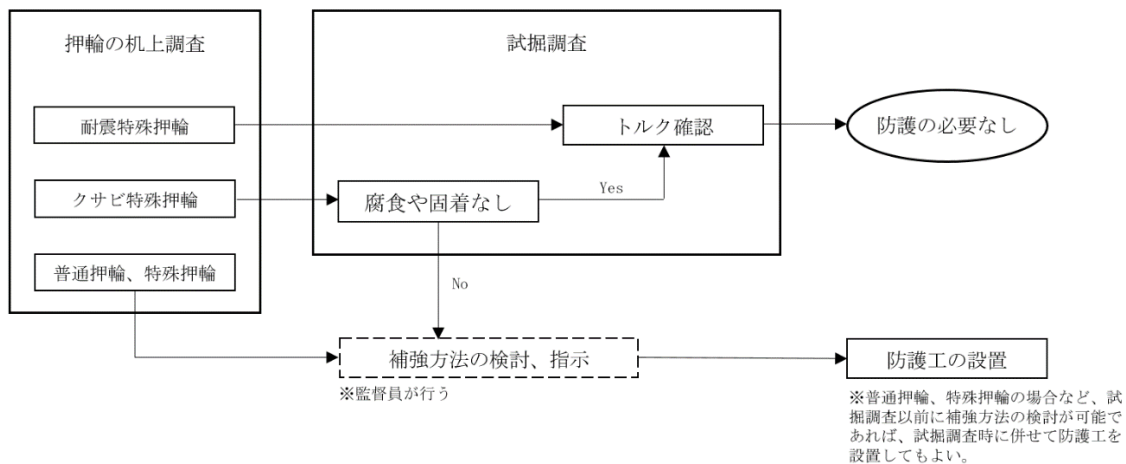 押輪の机上調査
試掘調査
耐震特殊押輪
トルク確認
防護の必要なし
クサビ特殊押輪
腐食や固着なし
Yes
普通押輪、特殊押輪
No
補強方法の検討、指示
防護工の設置
※監督員が行う
※普通押輪、特殊押輪の場合など、試
掘調査以前に補強方法の検討が可能で
あれば、試掘調査時に併せて防護工を
設置してもよい。